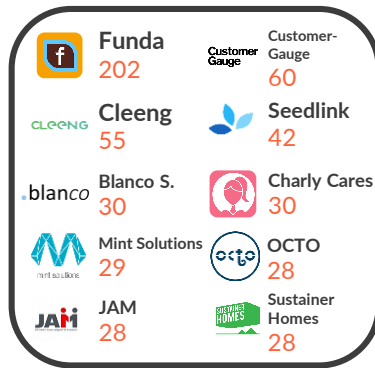 f
Funda
202
Customer
Gauge
Customer-
Gauge
60
CLEENG
Cleeng
55
Seedlink
42
.blanco
Blanco S.
30
Charly Cares
30
mint solutions
Mint Solutions
29
octo
OCTO
28
JAM
JAM
28
SUSTAINER
HOMES
Sustainer
Homes
28